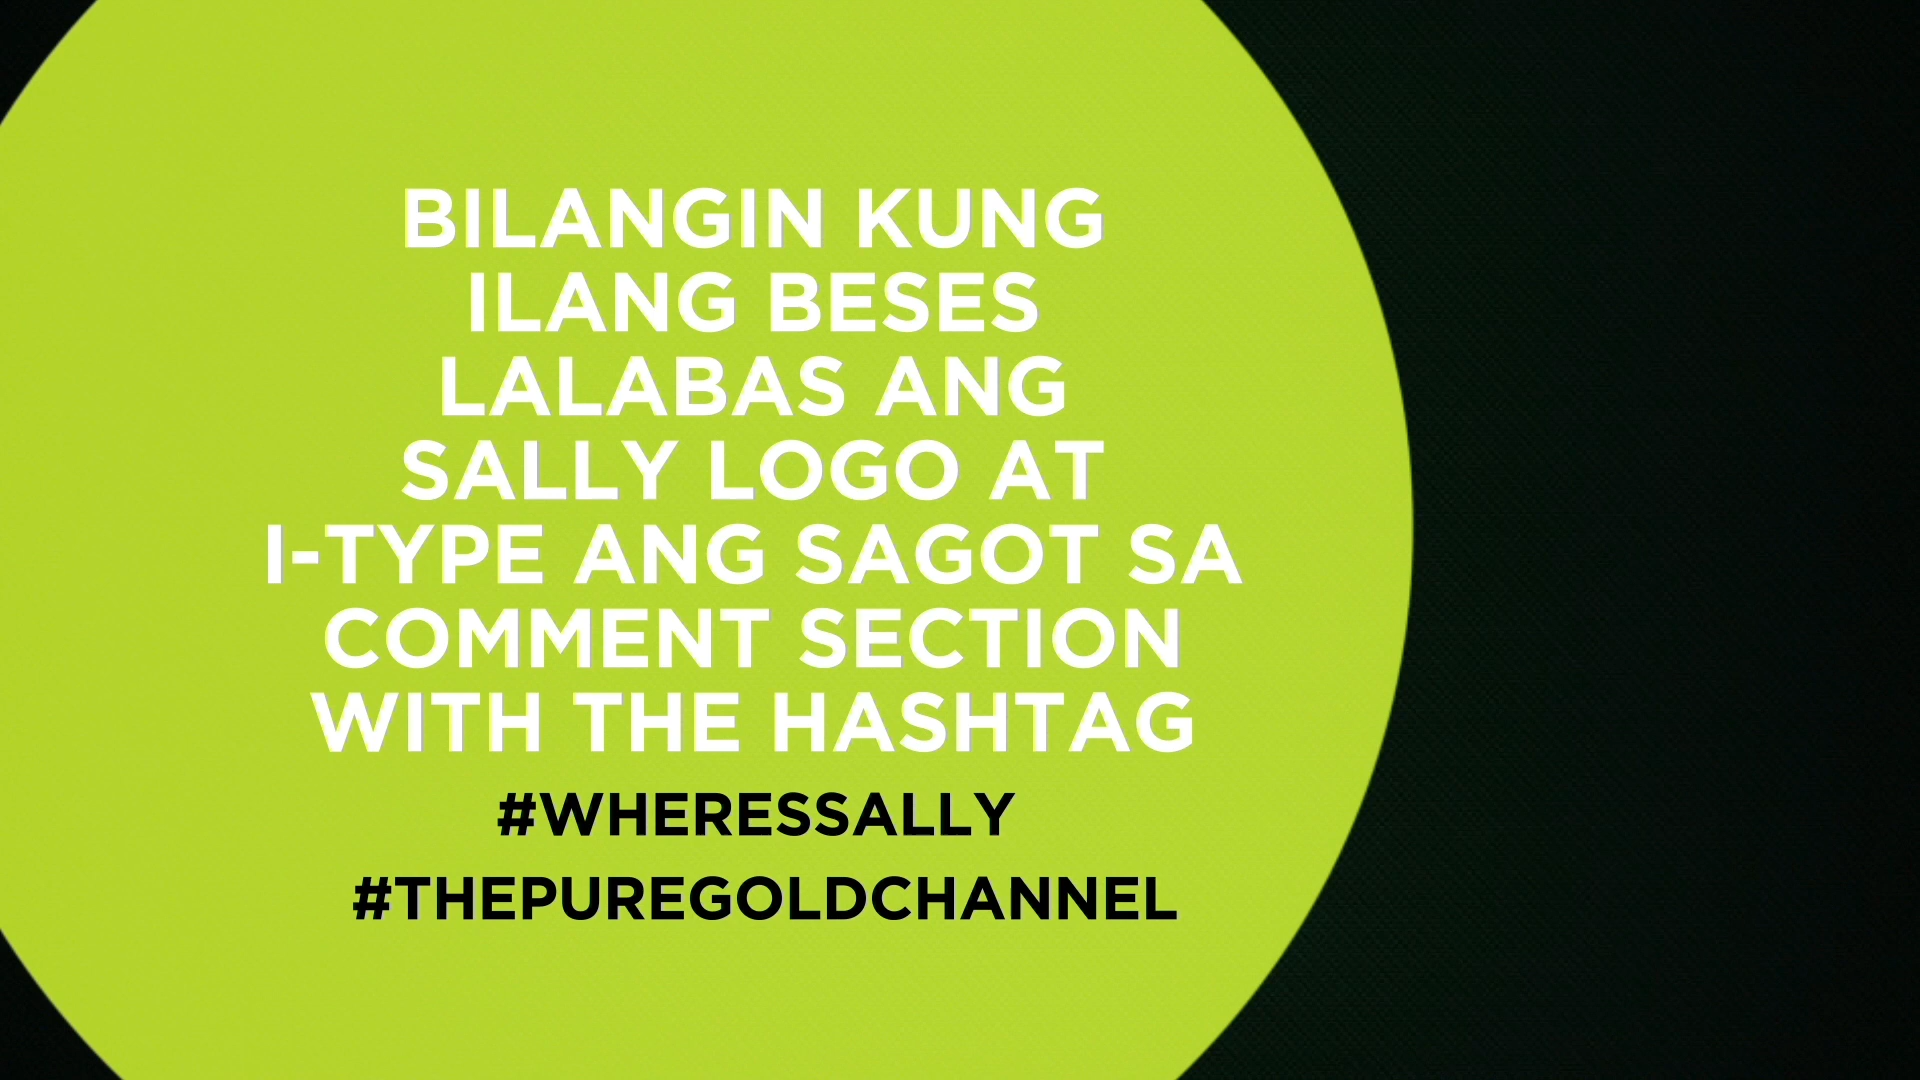 BILANGIN KUNG
ILANG BESES
LALABAS ANG
SALLY LOGO AT
I-TYPE ANG SAGOT SA
COMMENT SECTION
WITH THE HASHTAG
#WHERESSALLY
#THEPUREGOLDCHANNEL